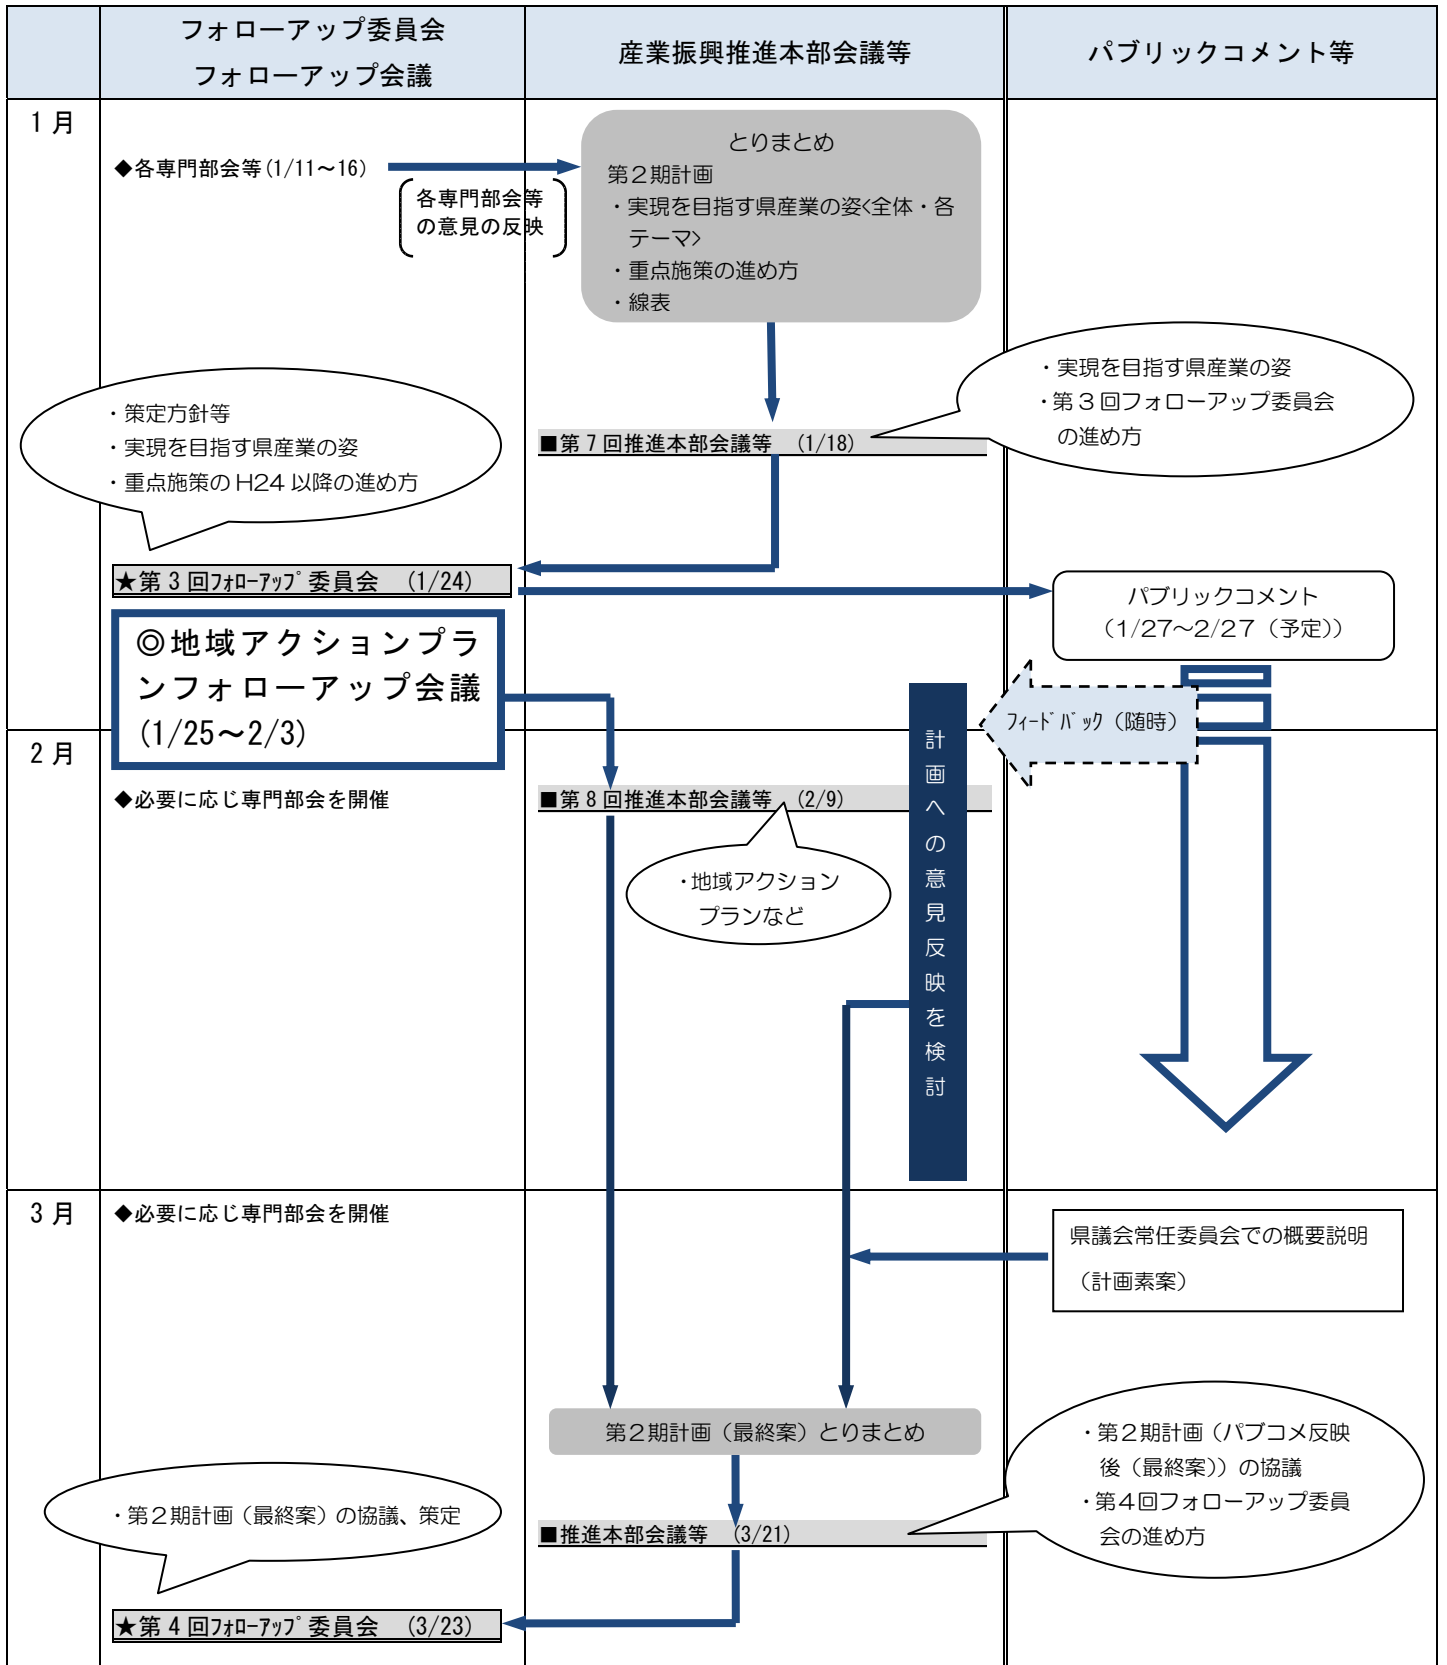 フォローアップ委員会
フォローアップ会議
産業振興推進本部会議等
パブリックコメント等
1月
◆各専門部会等(1/11～16)
各専門部会等
の意見の反映
とりまとめ
第2期計画
・実現を目指す県産業の姿<全体・各
テーマ>
・重点施策の進め方
・線表
・実現を目指す県産業の姿
・第3回フォローアップ委員会
の進め方
・策定方針等
・実現を目指す県産業の姿
・重点施策のH24以降の進め方
■第7回推進本部会議等 (1/18)
★第3回ﾌｫﾛｰｱｯﾌﾟ委員会 (1/24)
パブリックコメント
(1/27～2/27(予定))
◎地域アクションプラ
ンフォローアップ会議
(1/25～2/3)
ﾌｨｰﾄﾞﾊﾞｯｸ(随時)
計画への意見反映を検討
2月
◆必要に応じ専門部会を開催
■第8回推進本部会議等 (2/9)
・地域アクション
プランなど
3月
◆必要に応じ専門部会を開催
県議会常任委員会での概要説明
(計画素案)
第2期計画(最終案)とりまとめ
・第2期計画(パブコメ反映
後(最終案))の協議
・第4回フォローアップ委員
会の進め方
・第2期計画(最終案)の協議、策定
■推進本部会議等 (3/21)
★第4回ﾌｫﾛｰｱｯﾌﾟ委員会 (3/23)